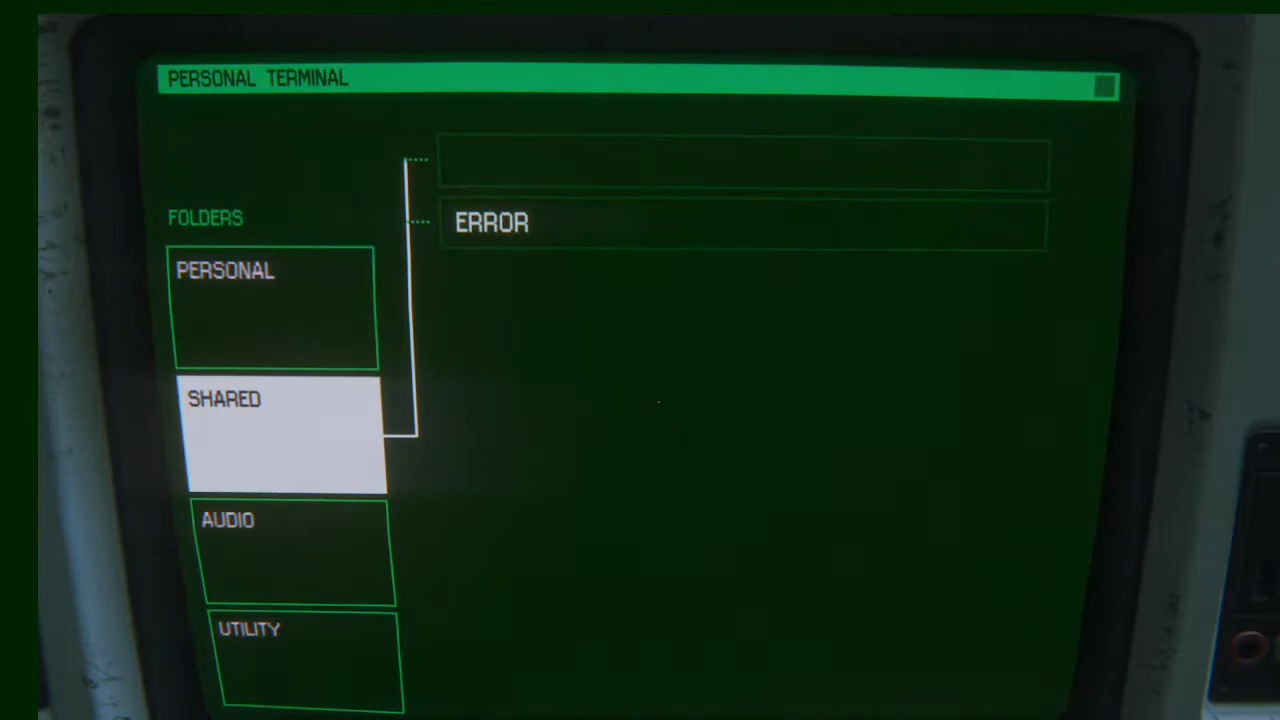 PERSONAL TERMINAL
FOLDERS
PERSONAL
SHARED
AUDIO
UTILITY
ERROR